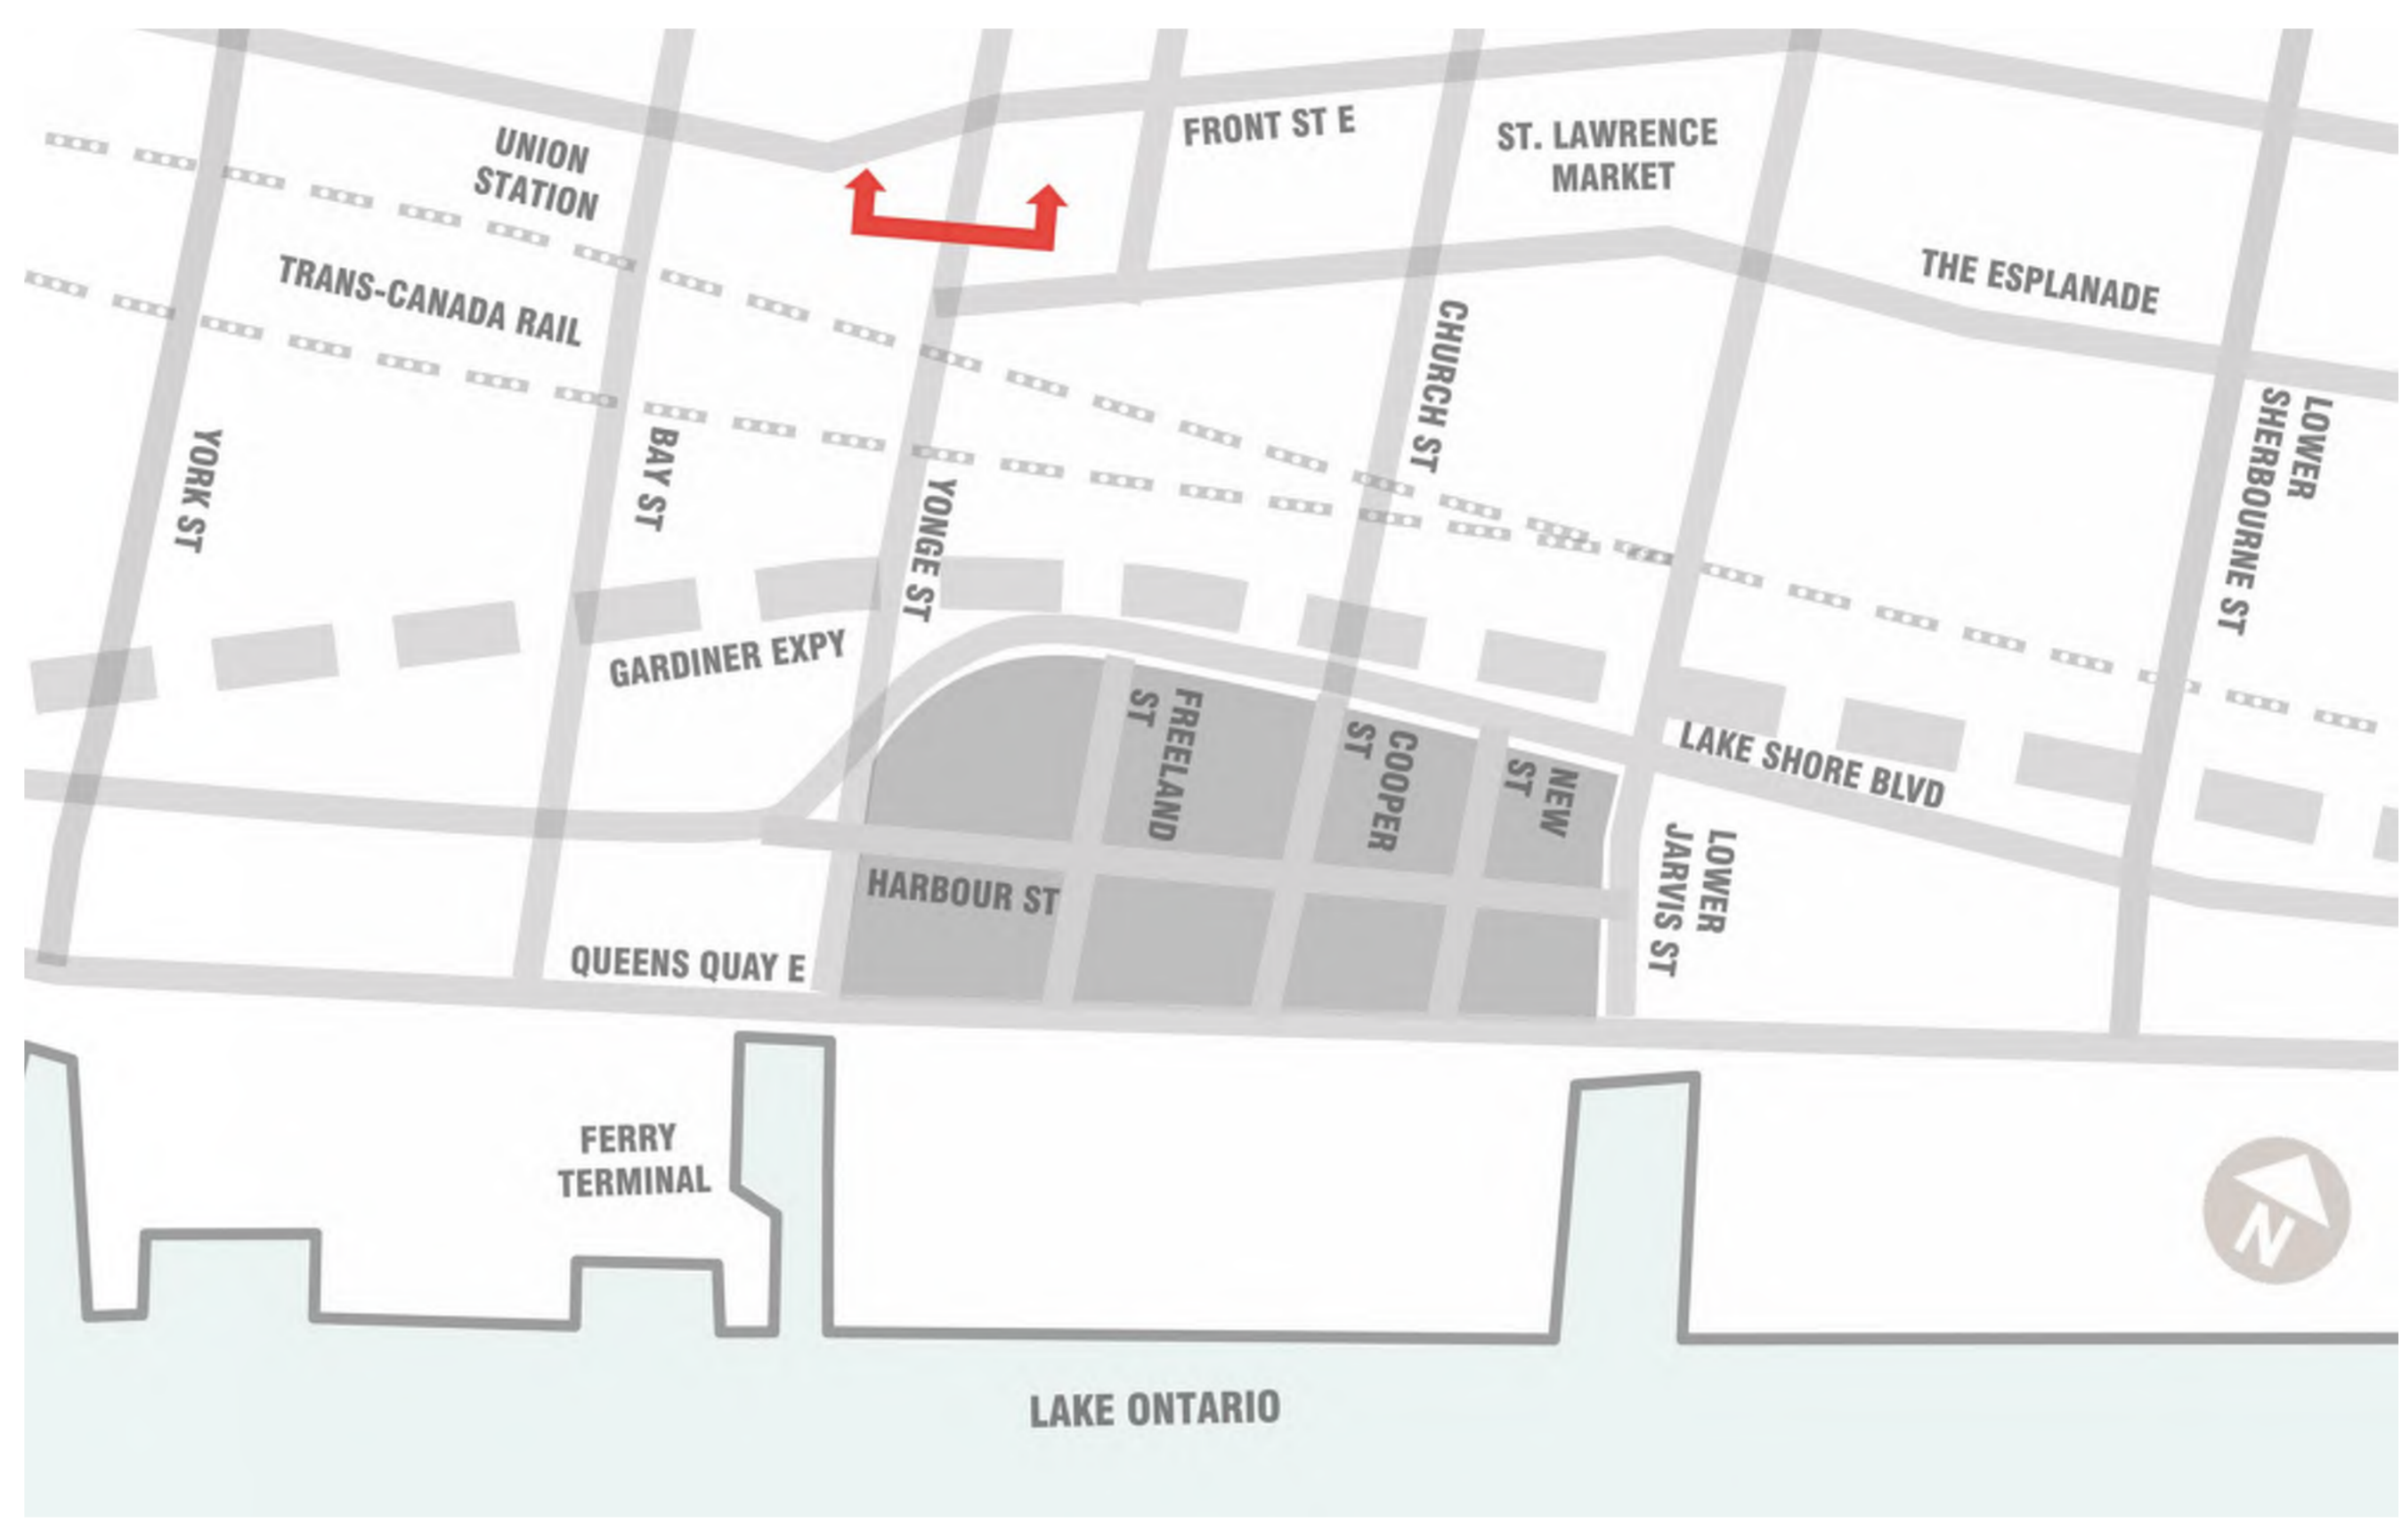 FRONT ST E
ST. LAWRENCE
MARKET
UNION
STATION
TRANS-CANADA RAIL
THE ESPLANADE
CHURCH ST
LOWER
SHERBOURNE ST
YORK ST
BAY ST
YONGE ST
GARDINER EXPY
FREELAND
ST
COOPER
ST
NEW
ST
LAKE SHORE BLVD
LOWER
JARVIS ST
HARBOUR ST
QUEENS QUAY E
FERRY
TERMINAL
N
LAKE ONTARIO